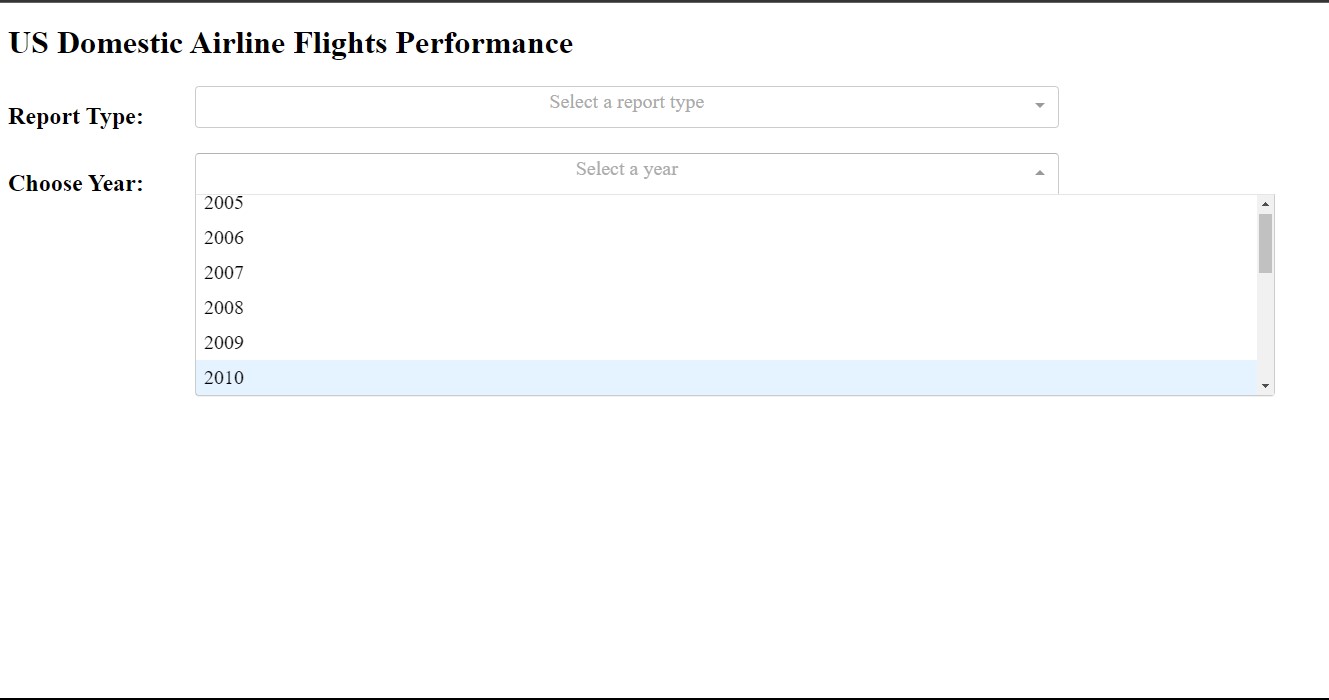 US Domestic Airline Flights Performance
Report Type:
Select a report type
Choose Year:
Select a year
2005
2006
2007
2008
2009
2010